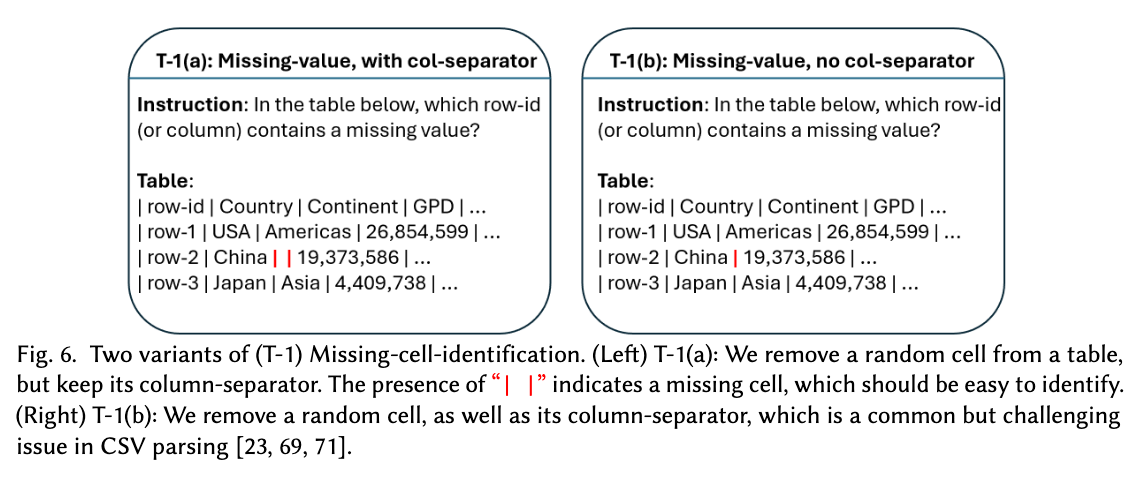 T-1(a): Missing-value, with col-separator
Instruction: In the table below, which row-id
(or column) contains a missing value?
Table:
| row-id | Country | Continent | GPD | ...
| row-1 | USA | Americas | 26,854,599 | ...
| row-2 | China | | 19,373,586 | ...
| row-3 | Japan | Asia | 4,409,738 | ...
T-1(b): Missing-value, no col-separator
Instruction: In the table below, which row-id
(or column) contains a missing value?
Table:
| row-id | Country | Continent | GPD | ...
| row-1 | USA | Americas | 26,854,599 | ...
| row-2 | China | 19,373,586 | ...
| row-3 | Japan | Asia | 4,409,738 | ...
Fig. 6. Two variants of (T-1) Missing-cell-identification. (Left) T-1(a): We remove a random cell from a table,
but keep its column-separator. The presence of “| |” indicates a missing cell, which should be easy to identify.
(Right) T-1(b): We remove a random cell, as well as its column-separator, which is a common but challenging
issue in CSV parsing [23, 69, 71].